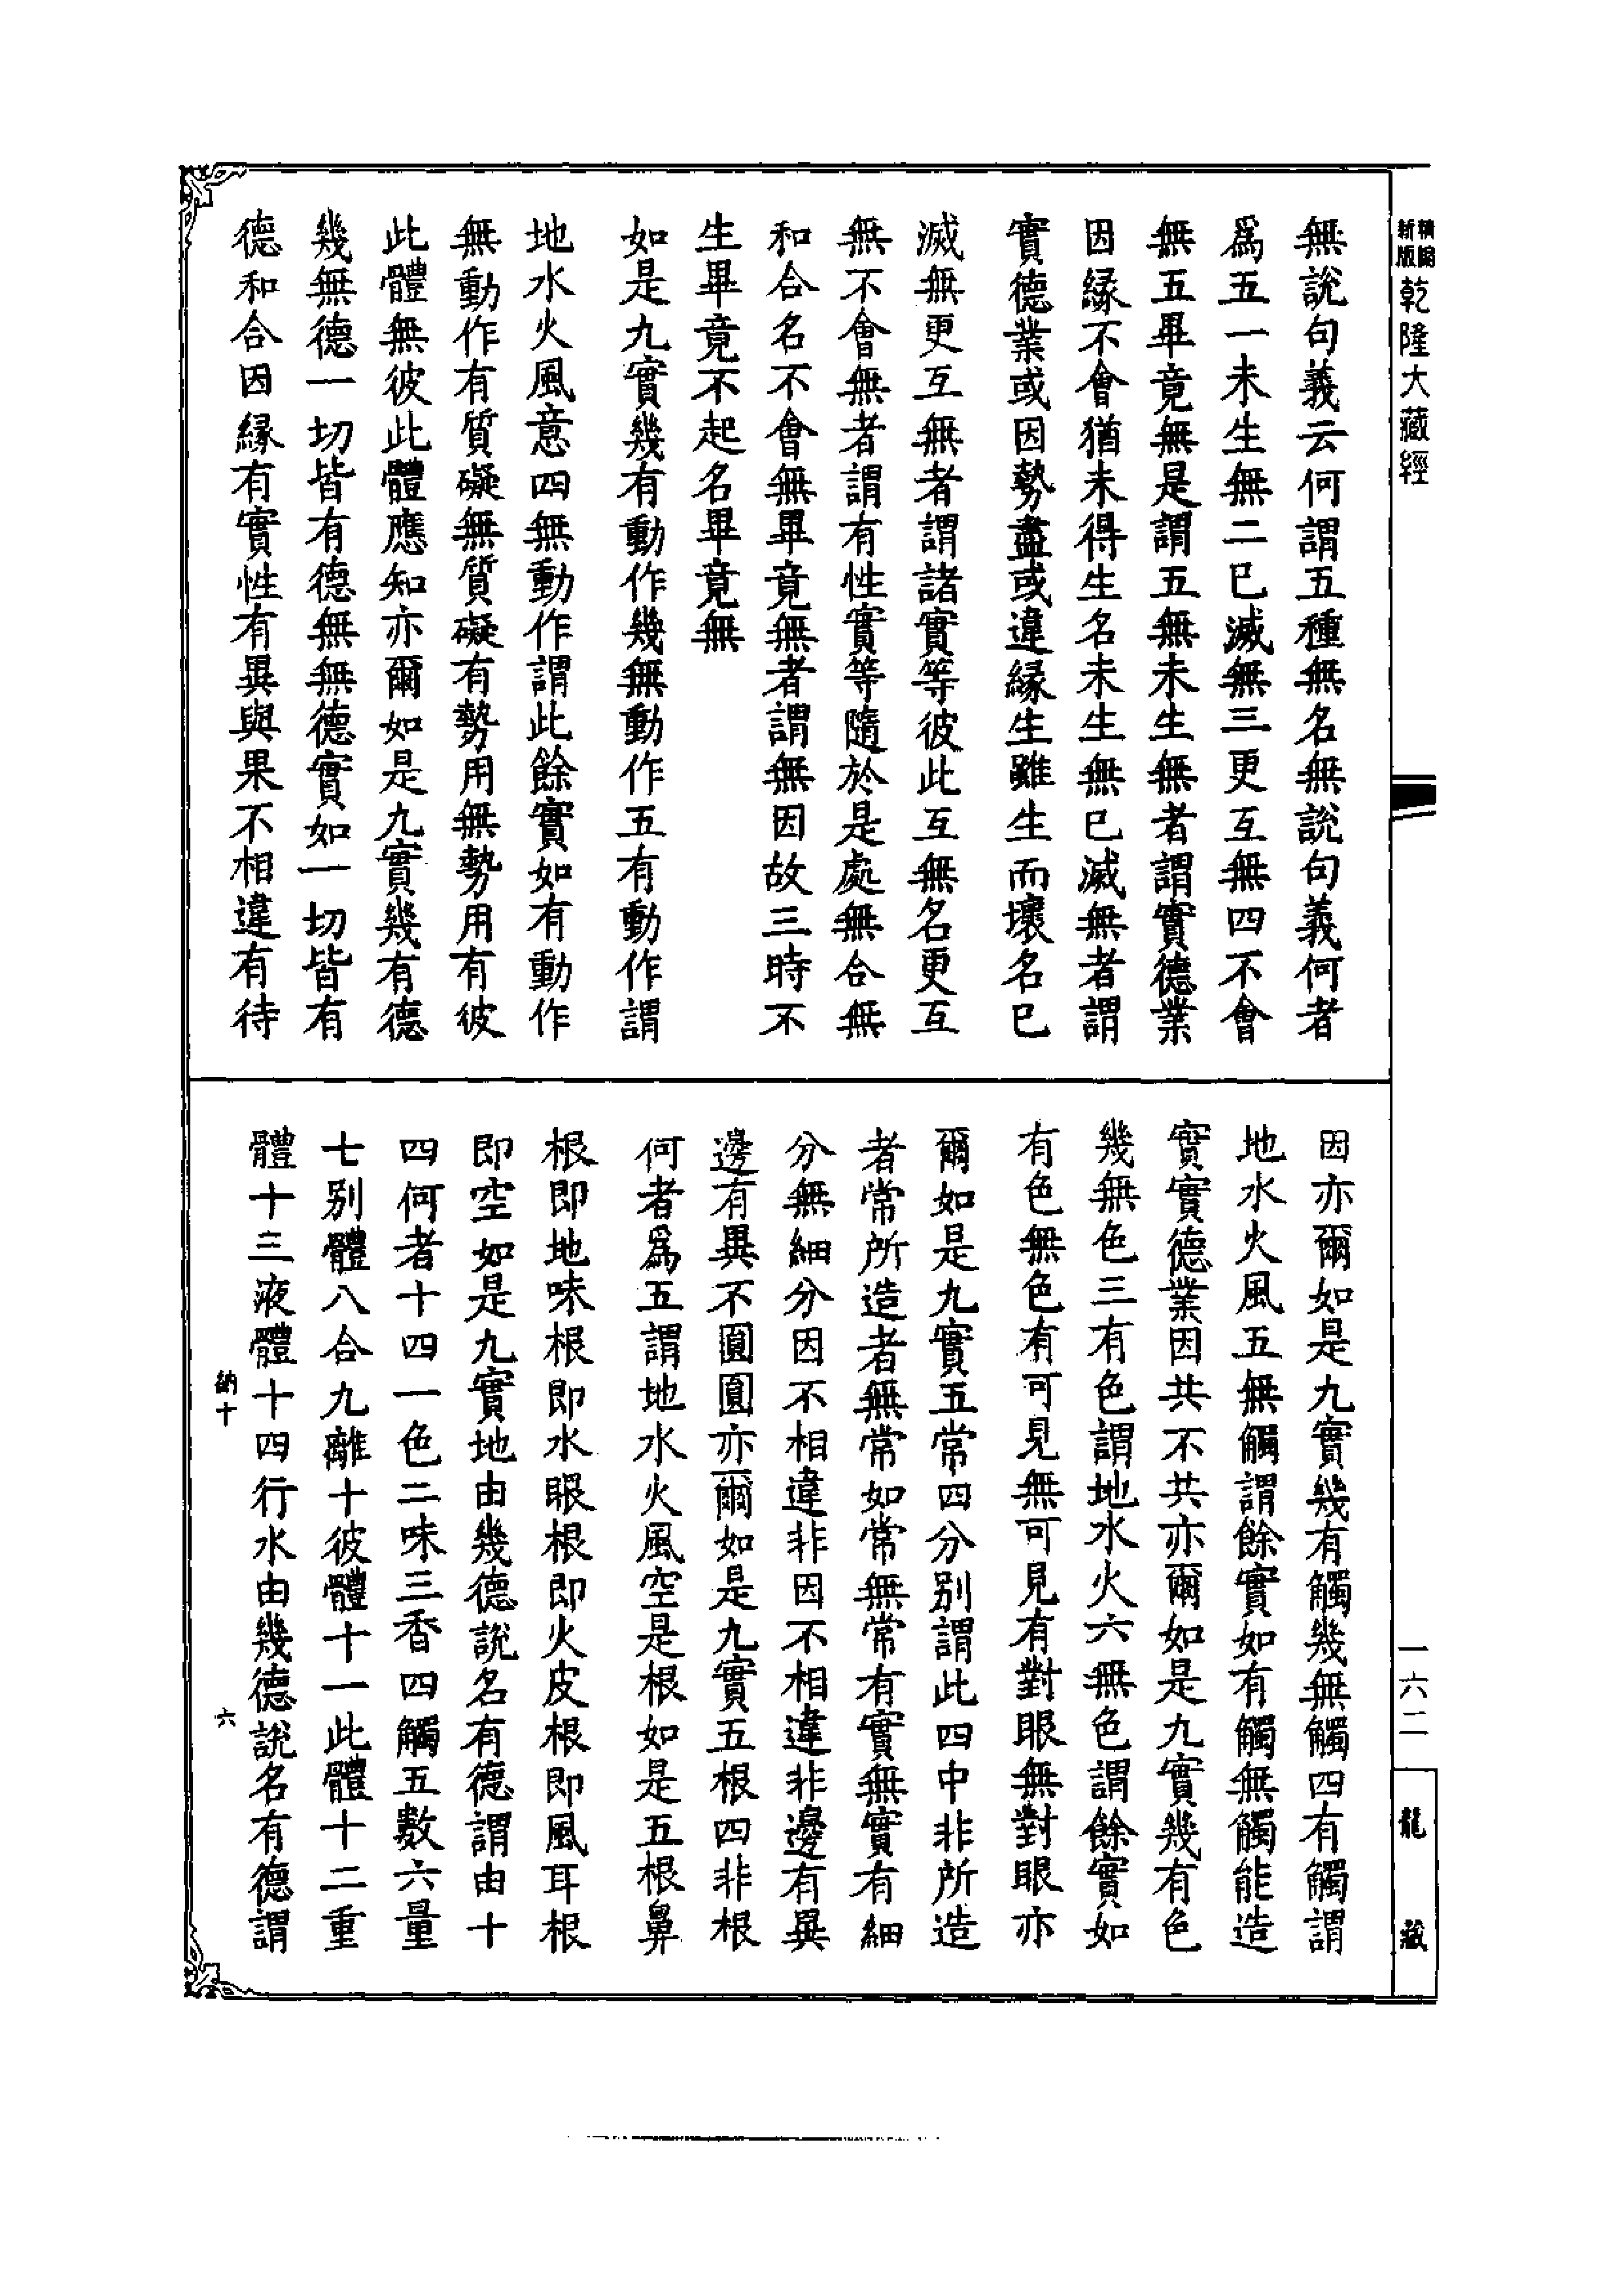 精縮新版
乾隆大藏經
無說句義云何謂五種無名無說句義何者
爲五一未生無二已滅無三更互無四不會
無五畢竟無是謂五無未生無者謂實德業
因緣不會猶未得生名未生無已滅無者謂
實德業或因勢盡或違緣生雖生而壞名已
滅無更互無者謂諸實等彼此互無名更互
無不會無者謂有性實等隨於是處無合無
和合名不會無畢竟無者謂無因故三時不
生畢竟不起名畢竟無
如是九實幾有動作幾無動作五有動作謂
地水火風意四無動作謂此餘實如有動作
無動作有質礙無質礙有勢用無勢用有彼
此體無彼此體應知亦爾如是九實幾有德
幾無德一切皆有德無無德實如一切皆有
德和合因緣有實性有異與果不相違有待
因亦爾如是九實幾有觸幾無觸四有觸謂
地水火風五無觸謂餘實如有觸無觸能造
實實德業因共不共亦爾如是九實幾有色
幾無色三有色謂地水火六無色謂餘實如
有色無色有可見無可見有對眼無對眼亦
爾如是九實五常四分別謂此四中非所造
者常所造者無常如常無常有實無實有細
分無細分因不相違非因不相違非邊有異
邊有異不圓圓亦爾如是九實五根四非根
何者爲五謂地水火風空是根如是五根鼻
根即地味根即水眼根即火皮根即風耳根
即空如是九實地由幾德說名有德謂由十
四何者十四一色二味三香四觸五數六量
七別體八合九離十彼體十一此體十二重
體十三液體十四行水由幾德說名有德謂
納十
六
一六二
龍藏